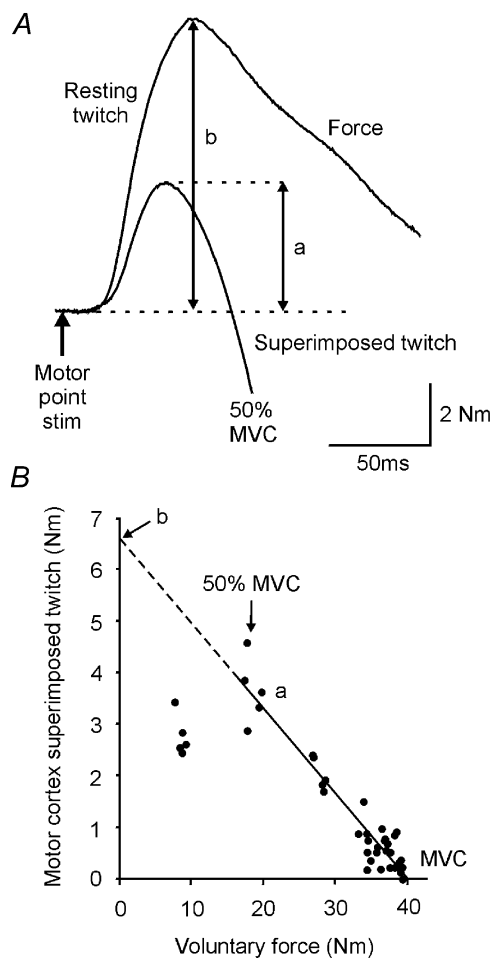 A
Resting
twitch
b
Force
a
Superimposed twitch
Motor
point
stim
50%
MVC
2 Nm
50ms
B
Motor cortex superimposed twitch (Nm)
7
6
5
4
3
2
1
0
b
50% MVC
a
MVC
0
10
20
30
40
Voluntary force (Nm)